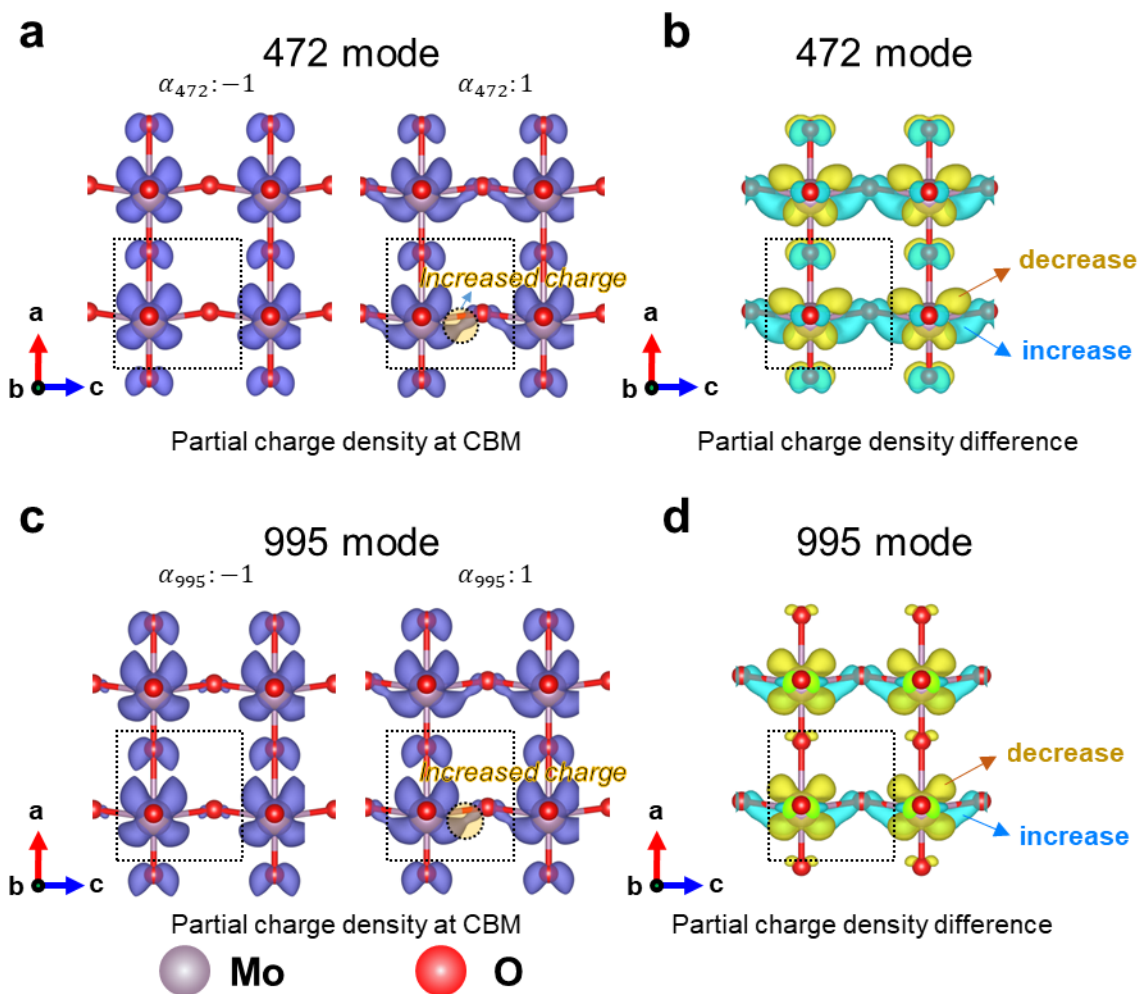 a
472 mode
α472:−1
α472:1
Increased charge
a
b
c
Partial charge density at CBM
b
472 mode
decrease
increase
a
b
c
Partial charge density difference
c
995 mode
α995:−1
α995:1
Increased charge
a
b
c
Partial charge density at CBM
d
995 mode
decrease
increase
a
b
c
Partial charge density difference
Mo
O